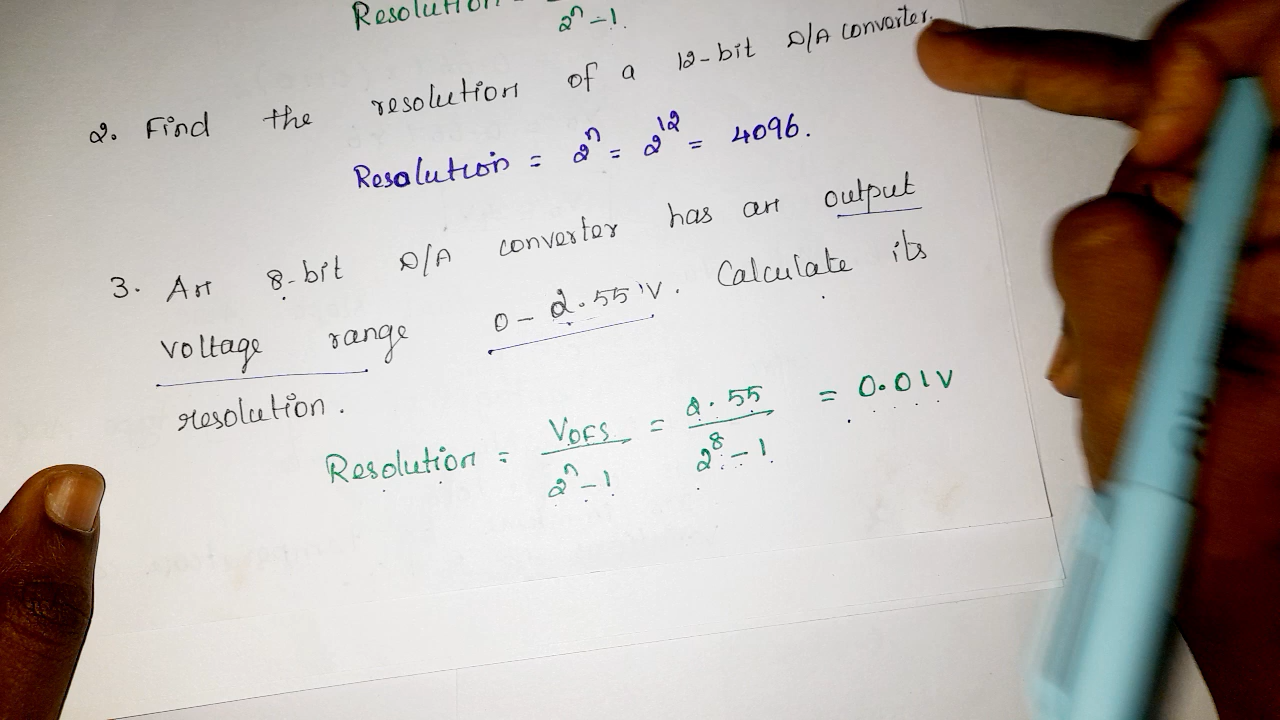 Resolution =
2ⁿ - 1
2. Find the resolution of a 12-bit D/A converter.
Resolution = 2ⁿ = 2¹² = 4096.
3. An 8-bit D/A converter has an output
voltage range 0 - 2.55 V. Calculate its
resolution.
Resolution = VOFS / 2ⁿ - 1 = 2.55 / 2⁸ - 1 = 0.01V